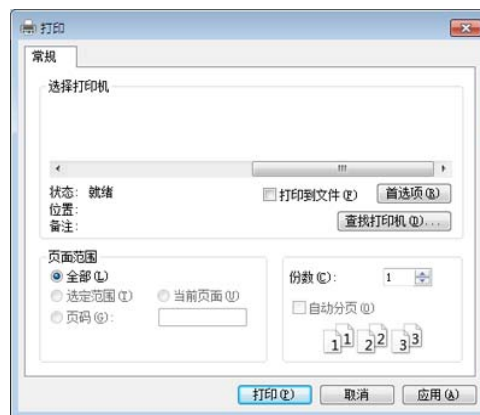 打印
常规
选择打印机
状态: 就绪
位置:
备注:
打印到文件(F) 首选项(R)
查找打印机(D)...
页面范围
全部(L)
选定范围(T) 当前页面(U)
页码(G):
份数(C): 1
自动分页(O)
11 22 33
打印(P) 取消 应用(A)